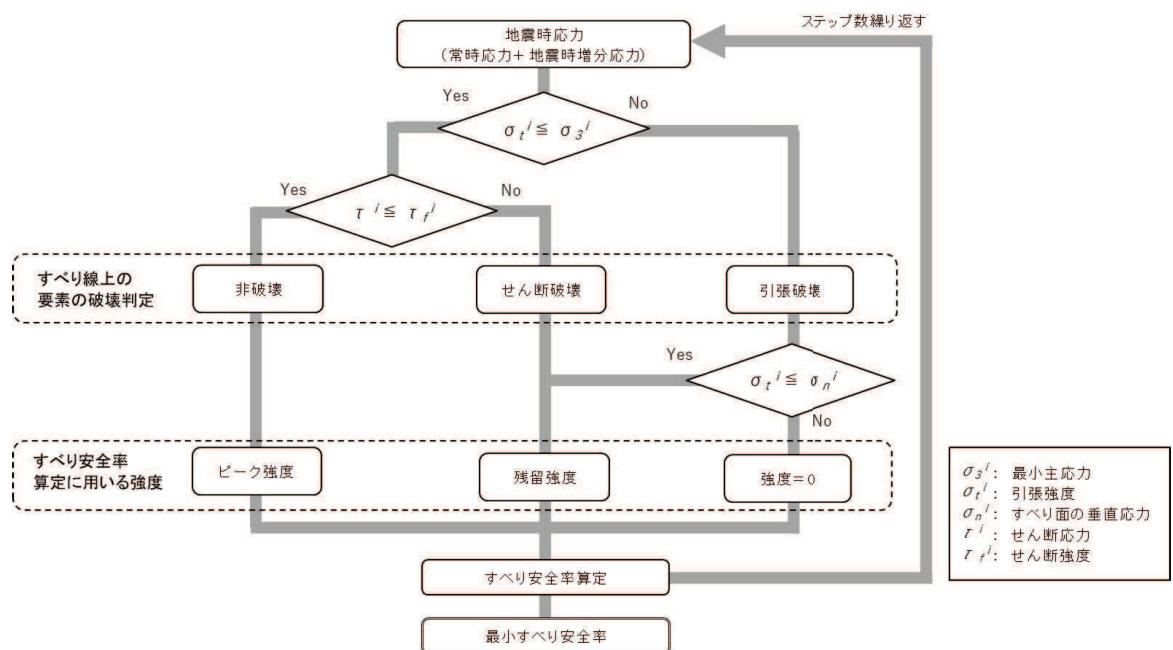 ステップ数繰り返す
地震時応力
(常時応力+地震時増分応力)
Yes
No
σtⁱ≦ σ3ⁱ
Yes
No
τⁱ≦ τfⁱ
すべり線上の
要素の破壊判定
非破壊
せん断破壊
引張破壊
Yes
σtⁱ≦ σnⁱ
No
すべり安全率
算定に用いる強度
ピーク強度
残留強度
強度=0
σ3ⁱ: 最小主応力
σtⁱ: 引張強度
σnⁱ: すべり面の垂直応力
τⁱ: せん断応力
τfⁱ: せん断強度
すべり安全率算定
最小すべり安全率